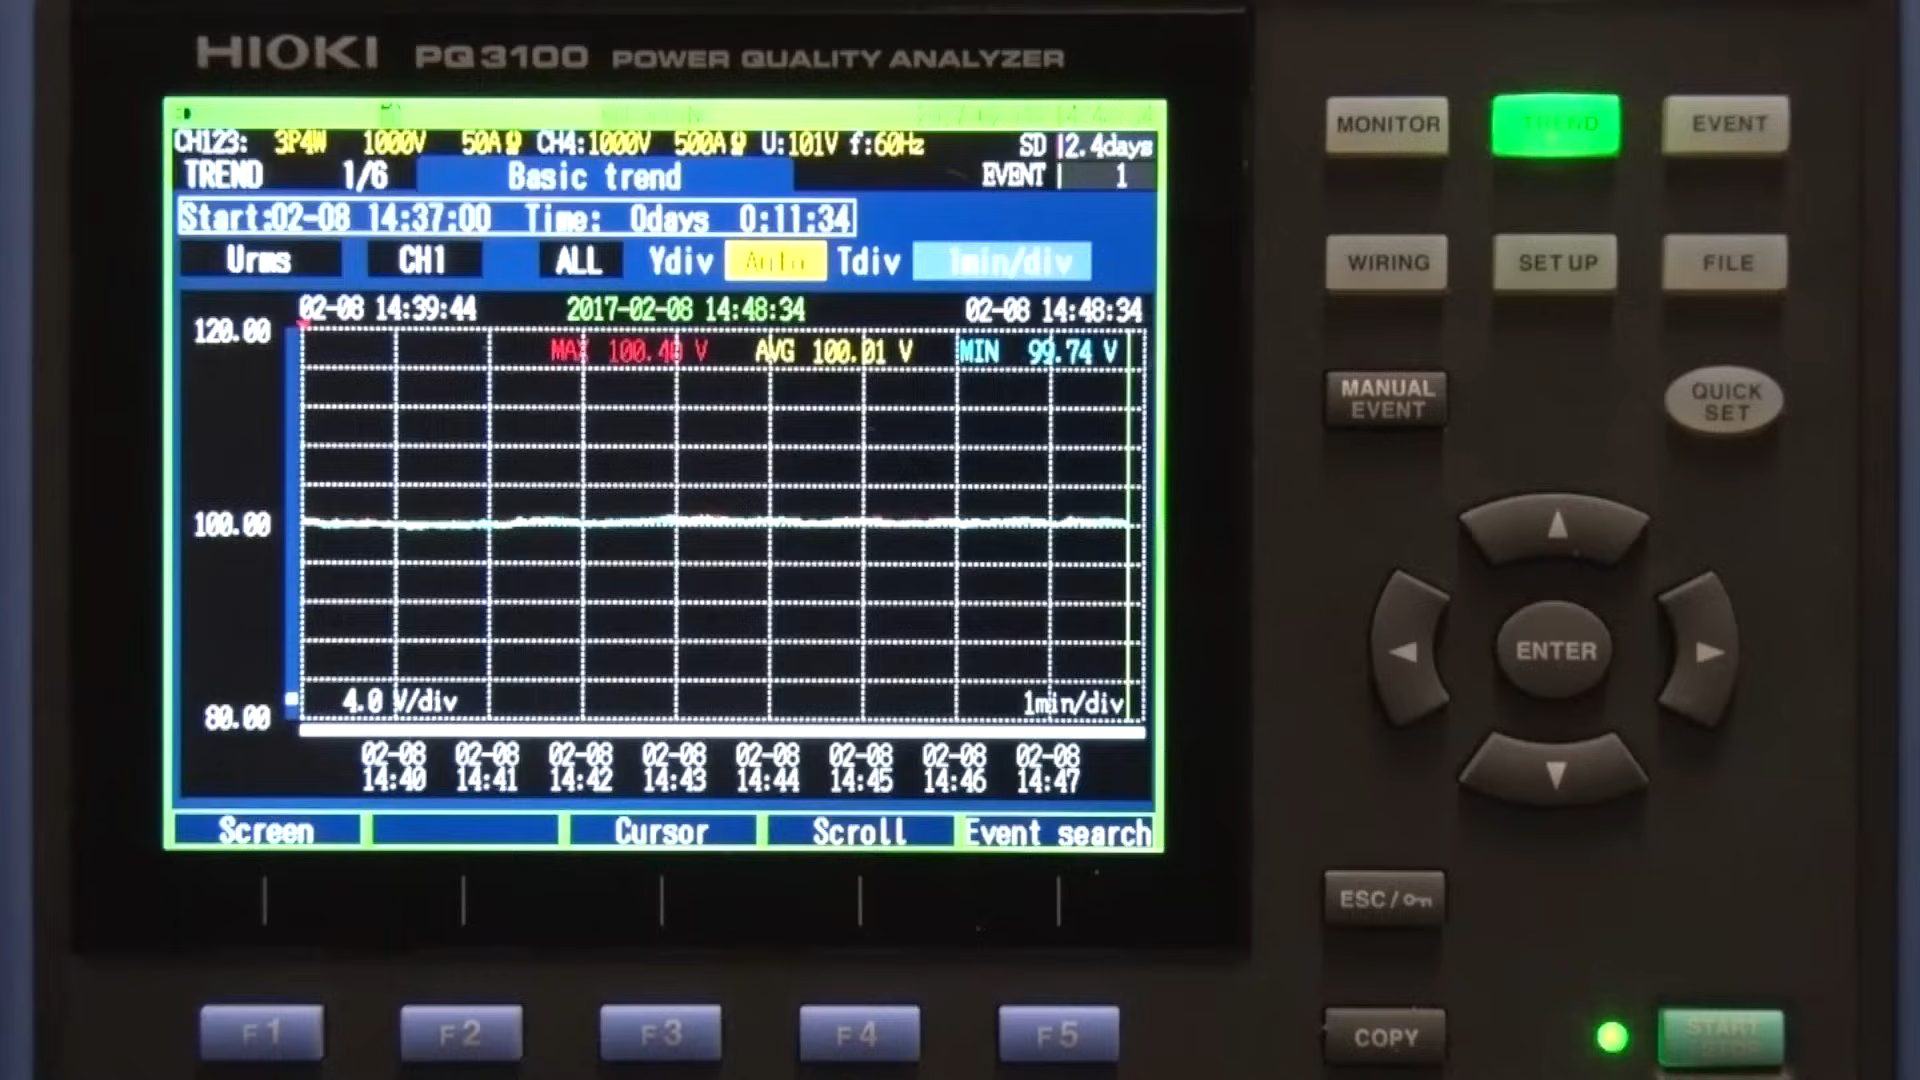 HIOKI PQ3100 POWER QUALITY ANALYZER
CH123: 3P4W 1000V 50A CH4:1000V 500A U:101V f:60Hz SD 2.4days
TREND 1/6 Basic trend EVENT 1
Start:02-08 14:37:00 Time: 0days 0:11:34
Urms CH1 ALL Ydiv Auto Tdiv 1min/div
02-08 14:39:44 2017-02-08 14:48:34 02-08 14:48:34
120.00
MAX 100.40 V AVG 100.01 V MIN 99.74 V
100.00
4.0 V/div 1min/div
80.00
02-08 02-08 02-08 02-08 02-08 02-08 02-08 02-08
14:40 14:41 14:42 14:43 14:44 14:45 14:46 14:47
Screen Cursor Scroll Event search
F1 F2 F3 F4 F5
MONITOR TREND EVENT
WIRING SET UP FILE
MANUAL
EVENT
QUICK
SET
ENTER
ESC/
COPY
START